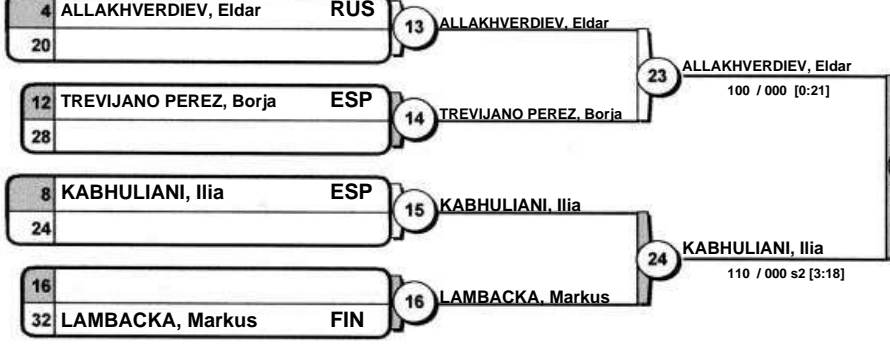 4 ALLAKHVERDIEV, Eldar RUS
20
13
ALLAKHVERDIEV, Eldar
12 TREVIJANO PEREZ, Borja ESP
28
14
TREVIJANO PEREZ, Borja
23
ALLAKHVERDIEV, Eldar
100 / 000 [0:21]
8 KABHULIANI, Ilia ESP
24
15
KABHULIANI, Ilia
16
32 LAMBACKA, Markus FIN
16
LAMBACKA, Markus
24
KABHULIANI, Ilia
110 / 000 s2 [3:18]